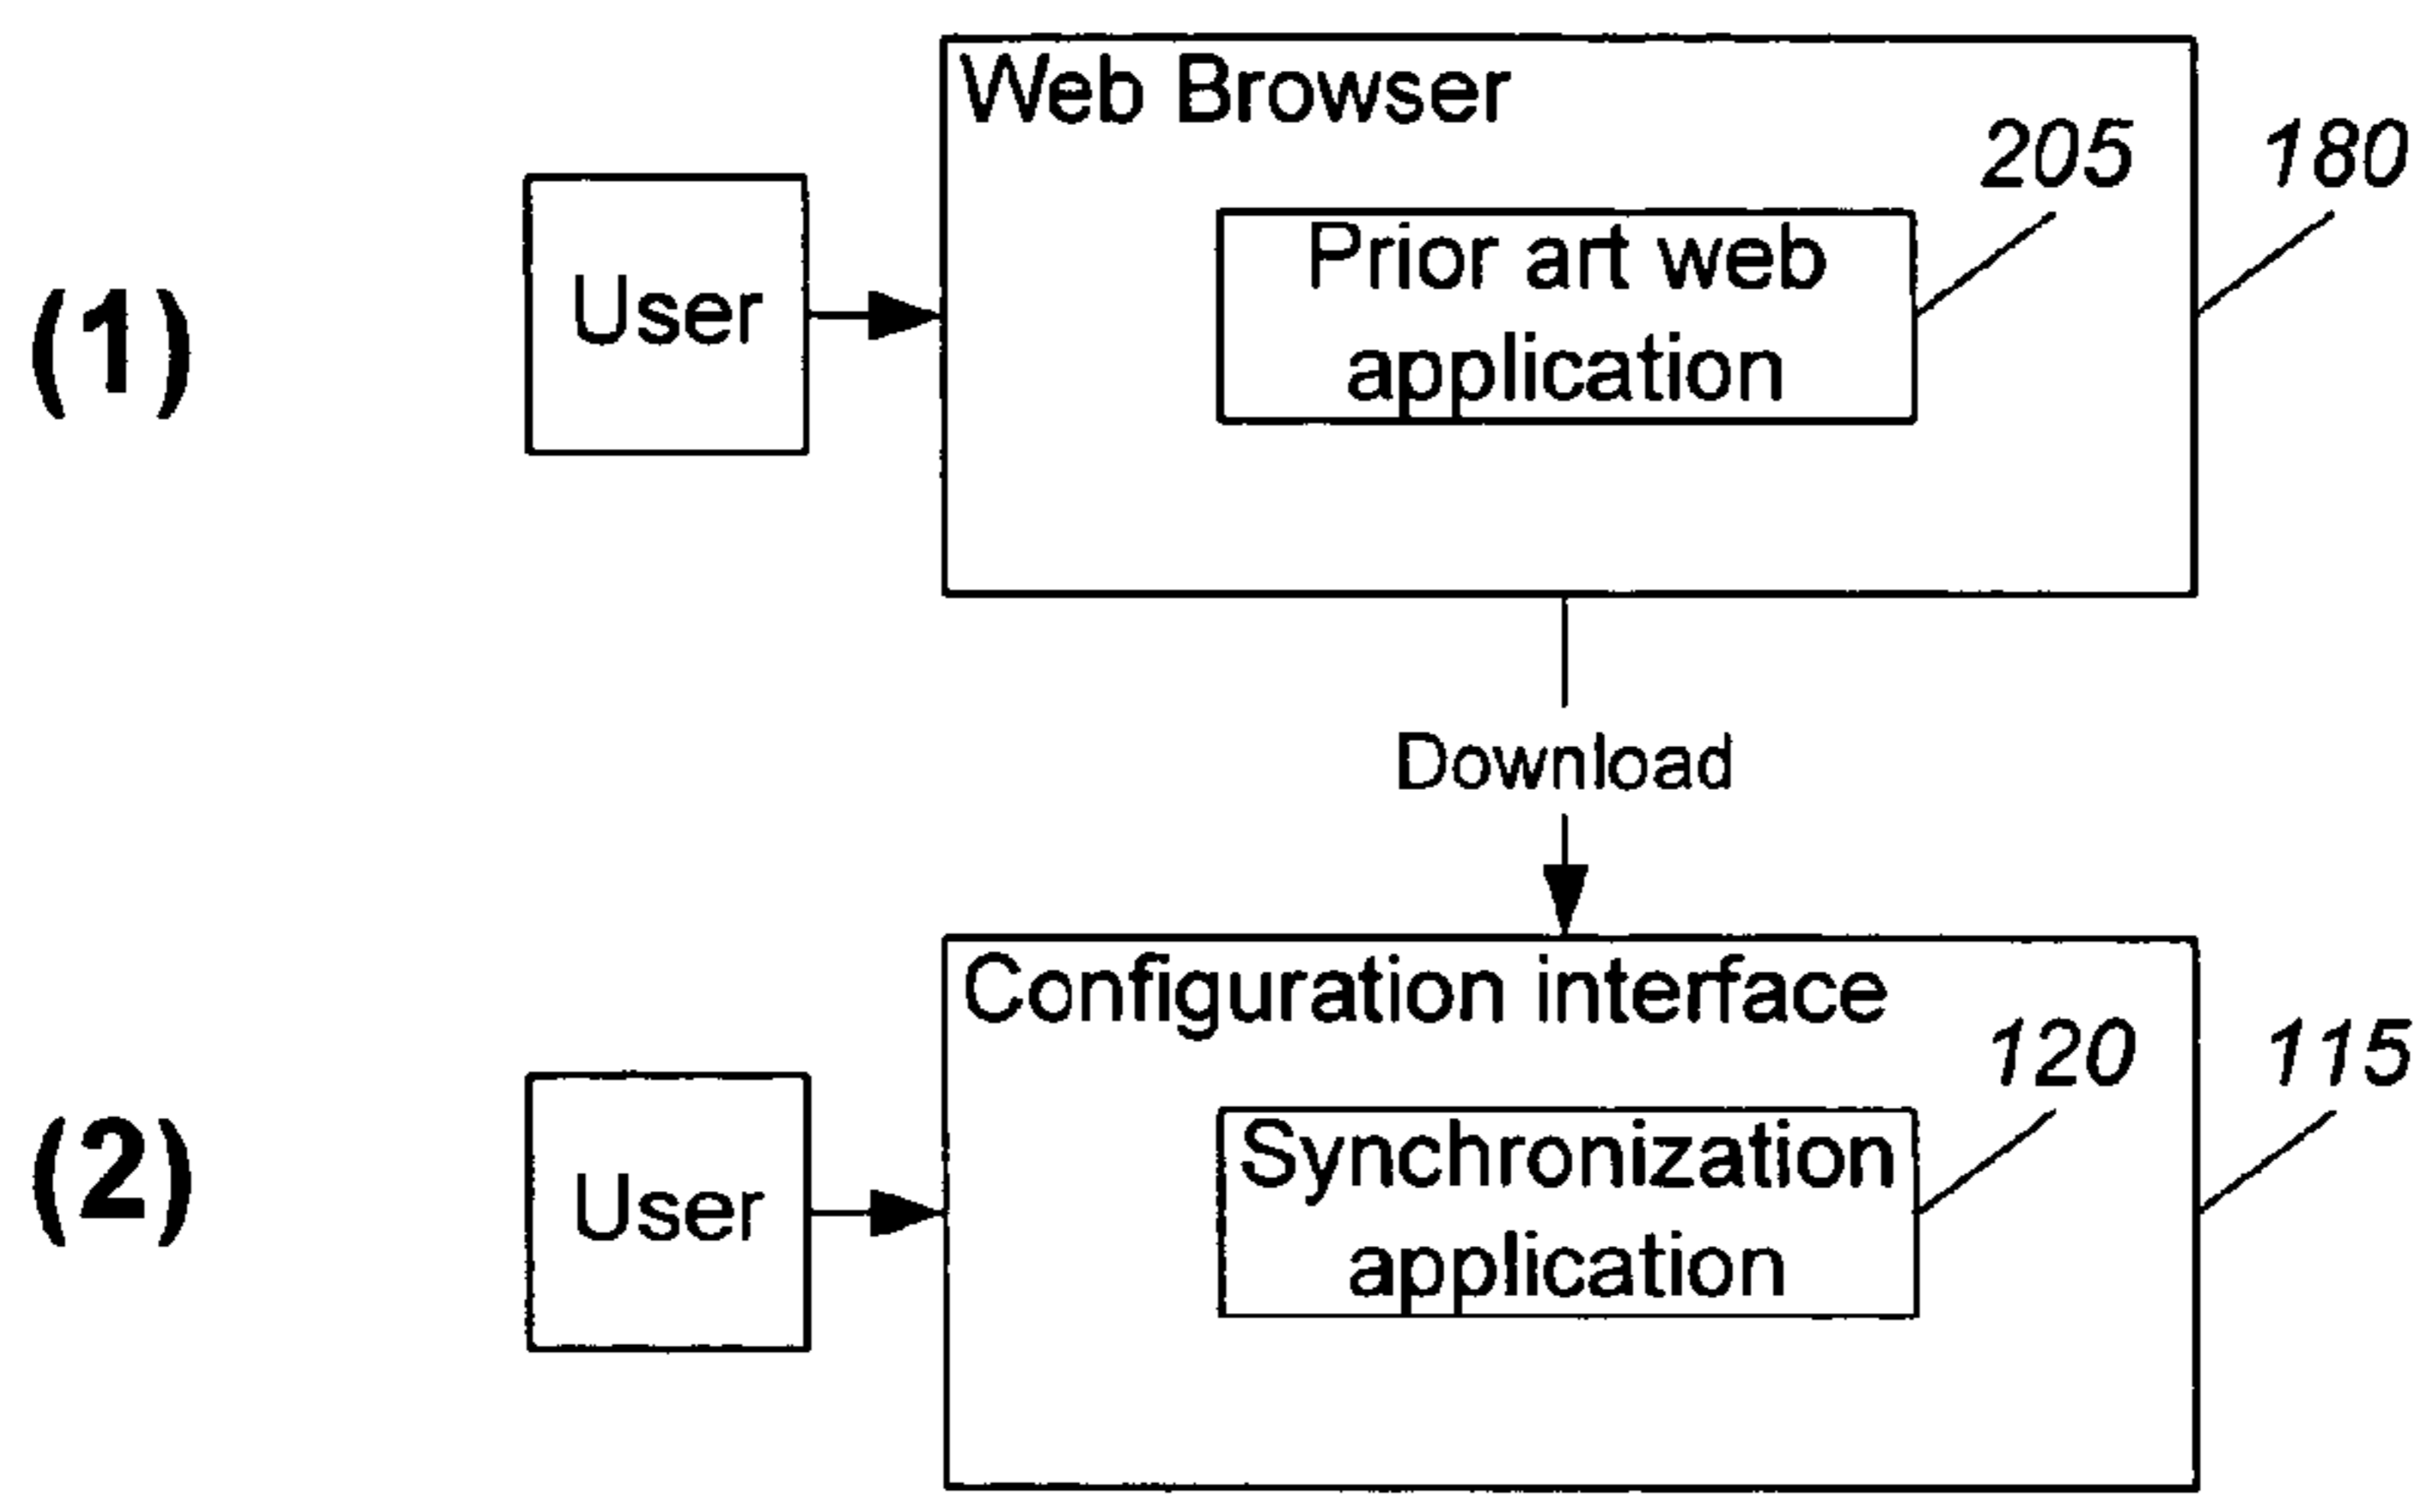 Web Browser
205
180
Prior art web
application
User
(1)
Download
Configuration interface
120
115
Synchronization
application
User
(2)